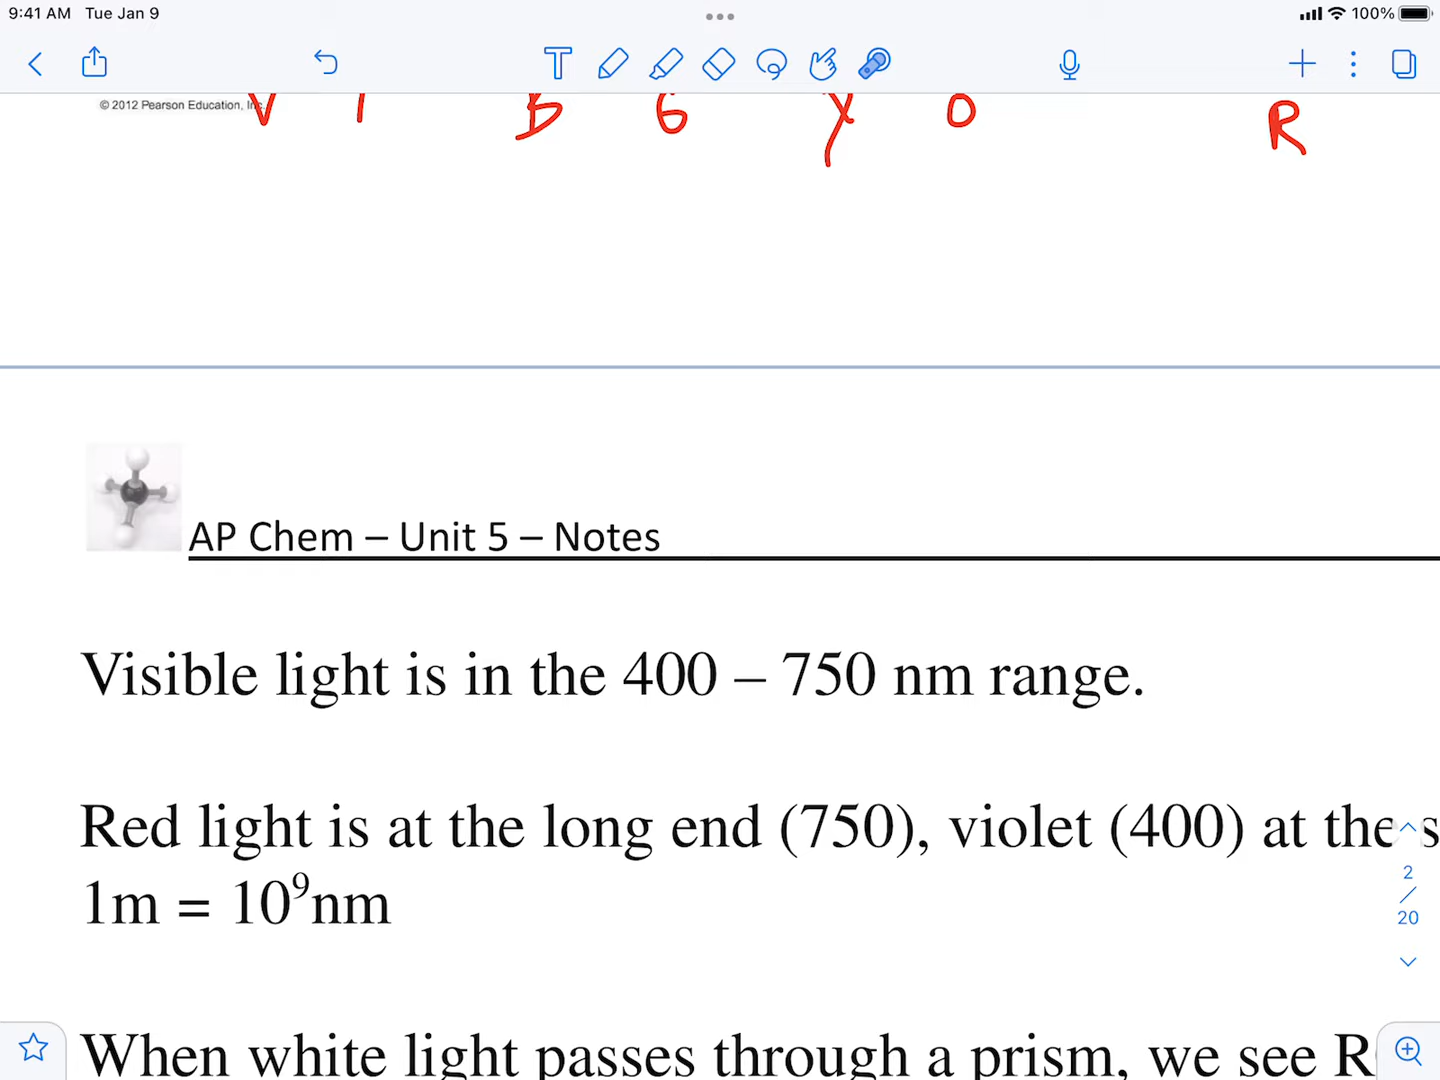 9:41 AM Tue Jan 9 100%
© 2012 Pearson Education, Inc.
V I B G Y O R
AP Chem – Unit 5 – Notes
Visible light is in the 400 – 750 nm range.
Red light is at the long end (750), violet (400) at the s
1m = 10⁹nm
2
/
20
When white light passes through a prism, we see R